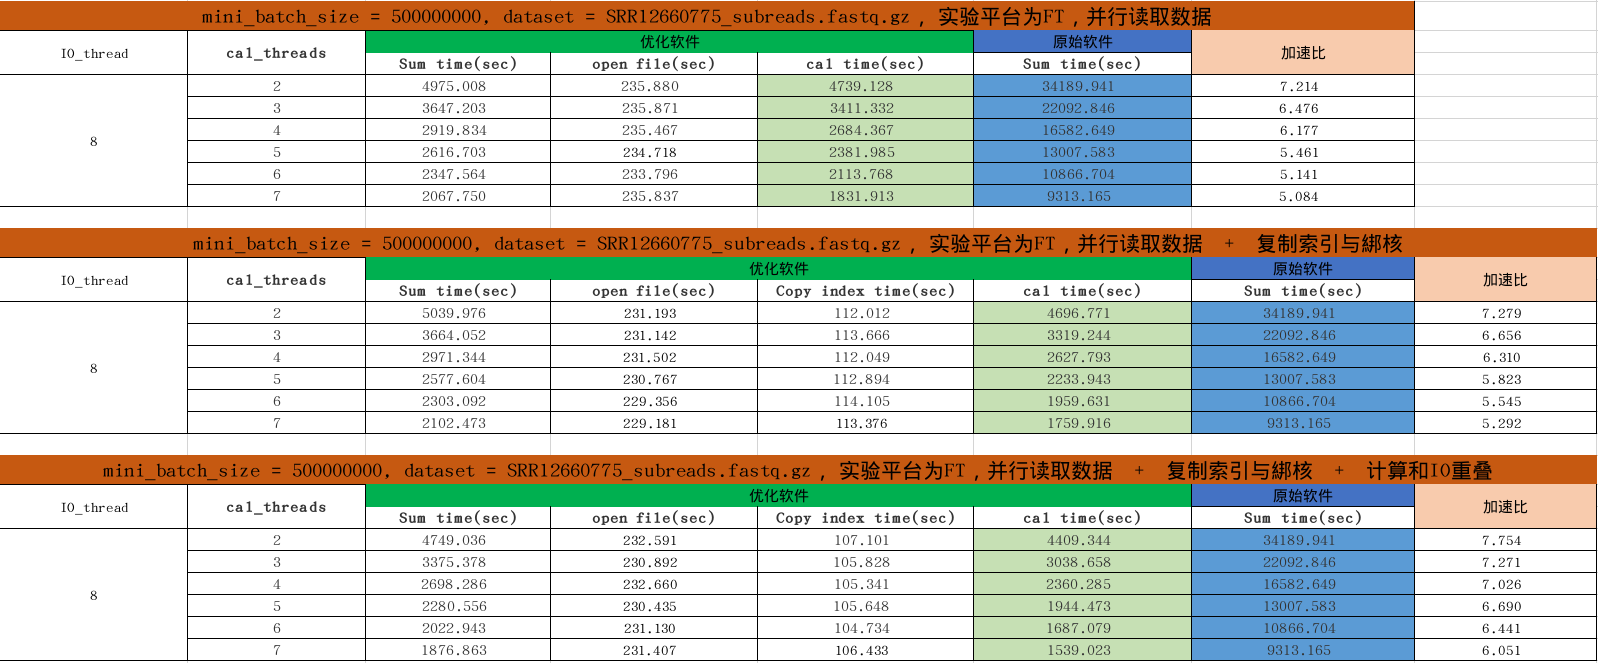 mini_batch_size = 500000000, dataset = SRR12660775_subreads.fastq.gz , 实验平台为FT , 并行读取数据
IO_thread cal_threads 优化软件 原始软件 加速比
Sum time(sec) open file(sec) cal time(sec) Sum time(sec)
8
2 4975.008 235.880 4739.128 34189.941 7.214
3 3647.203 235.871 3411.332 22092.846 6.476
4 2919.834 235.467 2684.367 16582.649 6.177
5 2616.703 234.718 2381.985 13007.583 5.461
6 2347.564 233.796 2113.768 10866.704 5.141
7 2067.750 235.837 1831.913 9313.165 5.084
mini_batch_size = 500000000, dataset = SRR12660775_subreads.fastq.gz , 实验平台为FT , 并行读取数据 + 复制索引与綁核
IO_thread cal_threads 优化软件 原始软件 加速比
Sum time(sec) open file(sec) Copy index time(sec) cal time(sec) Sum time(sec)
8
2 5039.976 231.193 112.012 4696.771 34189.941 7.279
3 3664.052 231.142 113.666 3319.244 22092.846 6.656
4 2971.344 231.502 112.049 2627.793 16582.649 6.310
5 2577.604 230.767 112.894 2233.943 13007.583 5.823
6 2303.092 229.356 114.105 1959.631 10866.704 5.545
7 2102.473 229.181 113.376 1759.916 9313.165 5.292
mini_batch_size = 500000000, dataset = SRR12660775_subreads.fastq.gz , 实验平台为FT , 并行读取数据 + 复制索引与綁核 + 计算和IO重叠
IO_thread cal_threads 优化软件 原始软件 加速比
Sum time(sec) open file(sec) Copy index time(sec) cal time(sec) Sum time(sec)
8
2 4749.036 232.591 107.101 4409.344 34189.941 7.754
3 3375.378 230.892 105.828 3038.658 22092.846 7.271
4 2698.286 232.660 105.341 2360.285 16582.649 7.026
5 2280.556 230.435 105.648 1944.473 13007.583 6.690
6 2022.943 231.130 104.734 1687.079 10866.704 6.441
7 1876.863 231.407 106.433 1539.023 9313.165 6.051